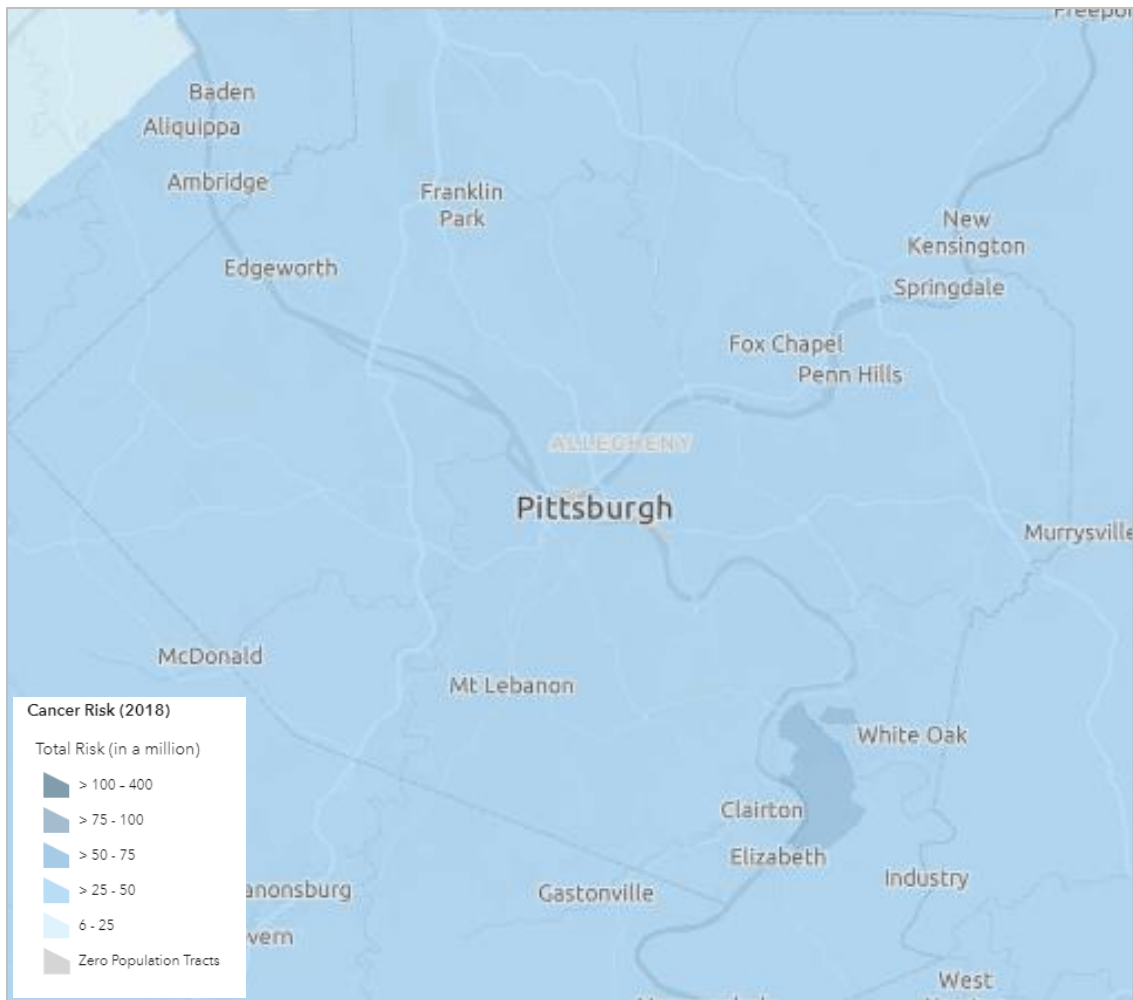 Baden
Aliquippa
Ambridge
Franklin
Park
New
Kensington
Edgeworth
Springdale
Fox Chapel
Penn Hills
ALLEGHENY
Pittsburgh
Murrysville
McDonald
Mt Lebanon
White Oak
Clairton
Elizabeth
Industry
Gastonville
anonsburg
vern
West
Cancer Risk (2018)
Total Risk (in a million)
> 100 - 400
> 75 - 100
> 50 - 75
> 25 - 50
6 - 25
Zero Population Tracts